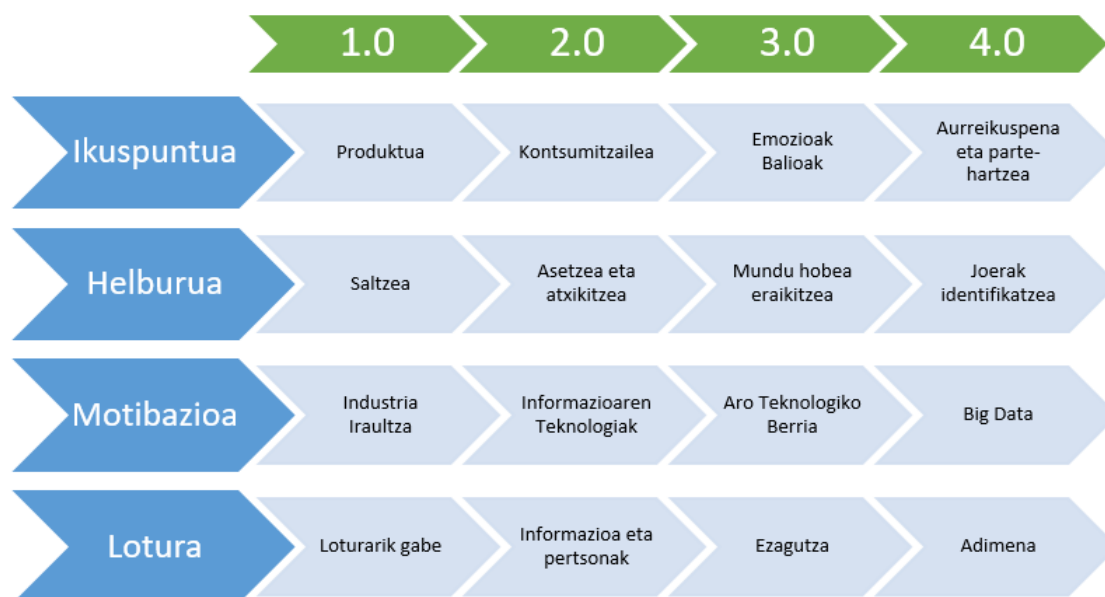 1.0
2.0
3.0
4.0
Ikuspuntua
Produktua
Kontsumitzailea
Emozioak
Balioak
Aurreikuspena
eta parte-
hartzea
Helburua
Saltzea
Asetzea eta
atxikitzea
Mundu hobea
eraikitzea
Joerak
identifikatzea
Motibazioa
Industria
Iraultza
Informazioaren
Teknologiak
Aro Teknologiko
Berria
Big Data
Lotura
Loturarik gabe
Informazioa eta
pertsonak
Ezagutza
Adimena